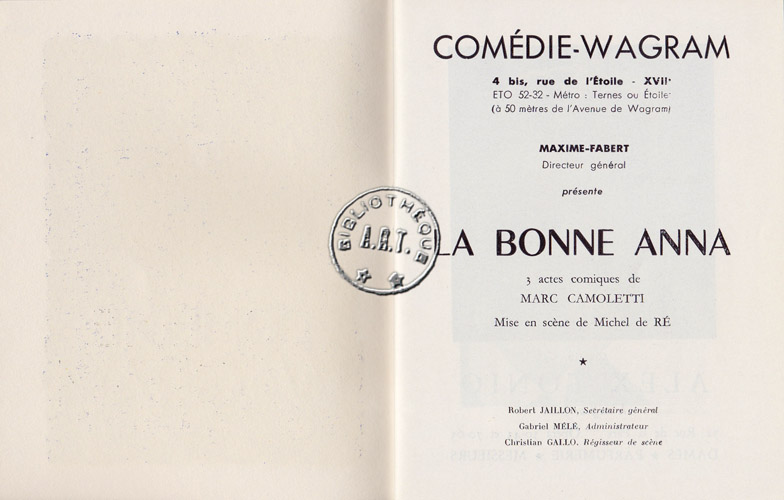 COMÉDIE-WAGRAM
4 bis, rue de l'Étoile - XVIIe
ETO 52-32 - Métro : Ternes ou Étoile
(à 50 mètres de l'Avenue de Wagram)
MAXIME-FABERT
Directeur général
présente
BIBLIOTHÈQUE
A.R.T.
LA BONNE ANNA
3 actes comiques de
MARC CAMOLETTI
Mise en scène de Michel de RÉ
★
Robert JAILLON, Secrétaire général
Gabriel MÉLÉ, Administrateur
Christian GALLO, Régisseur de scène